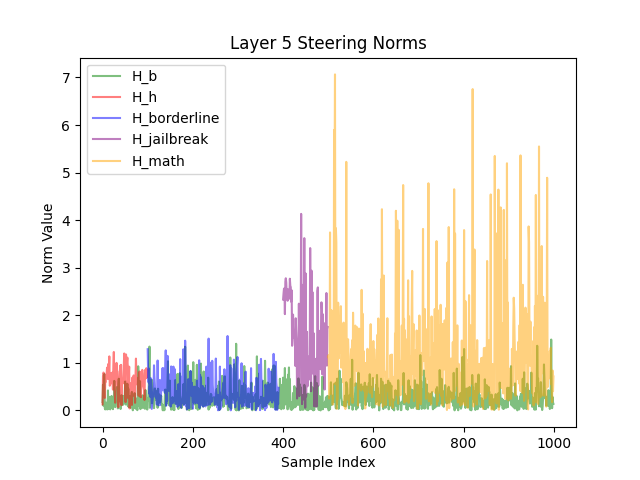 Layer 5 Steering Norms
H_b
H_h
H_borderline
H_jailbreak
H_math
Norm Value
7
6
5
4
3
2
1
0
0
200
400
600
800
1000
Sample Index